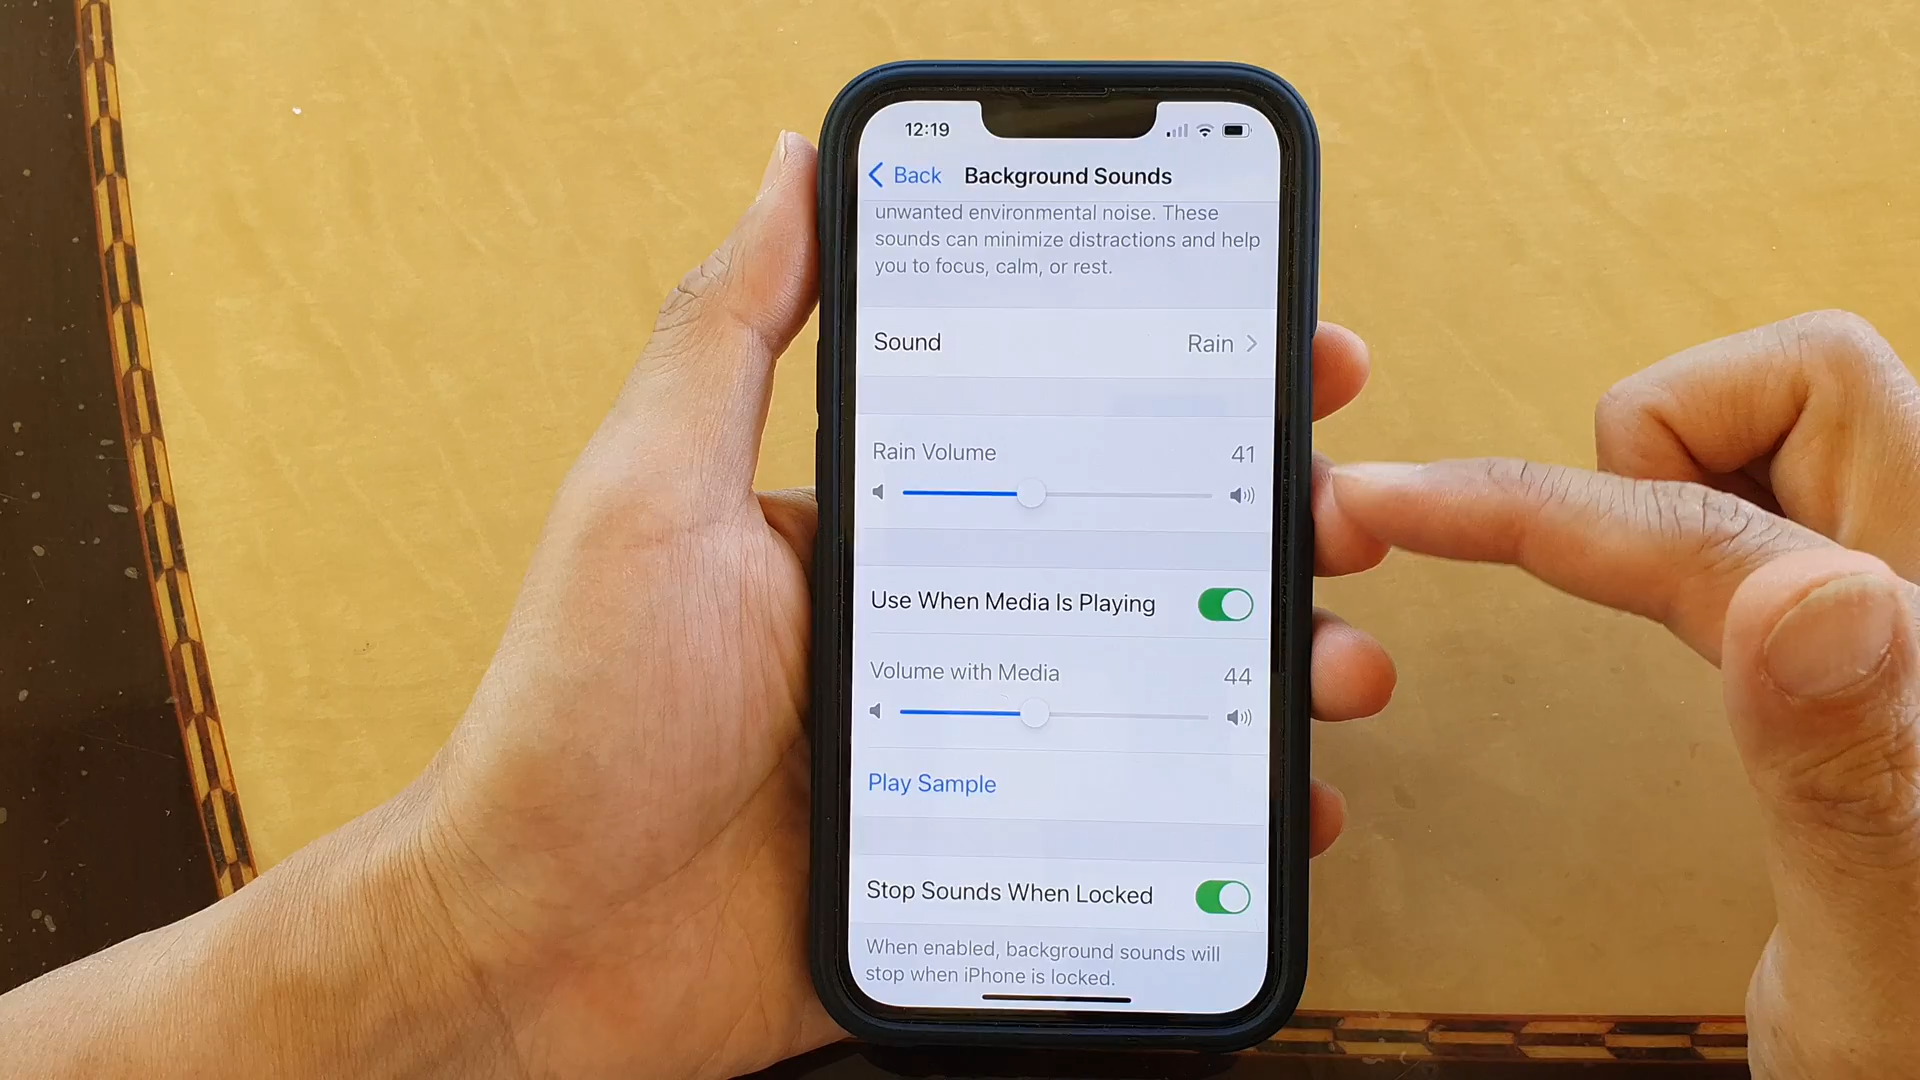 12:19
Back Background Sounds
unwanted environmental noise. These
sounds can minimize distractions and help
you to focus, calm, or rest.
Sound Rain
Rain Volume 41
Use When Media Is Playing
Volume with Media 44
Play Sample
Stop Sounds When Locked
When enabled, background sounds will
stop when iPhone is locked.